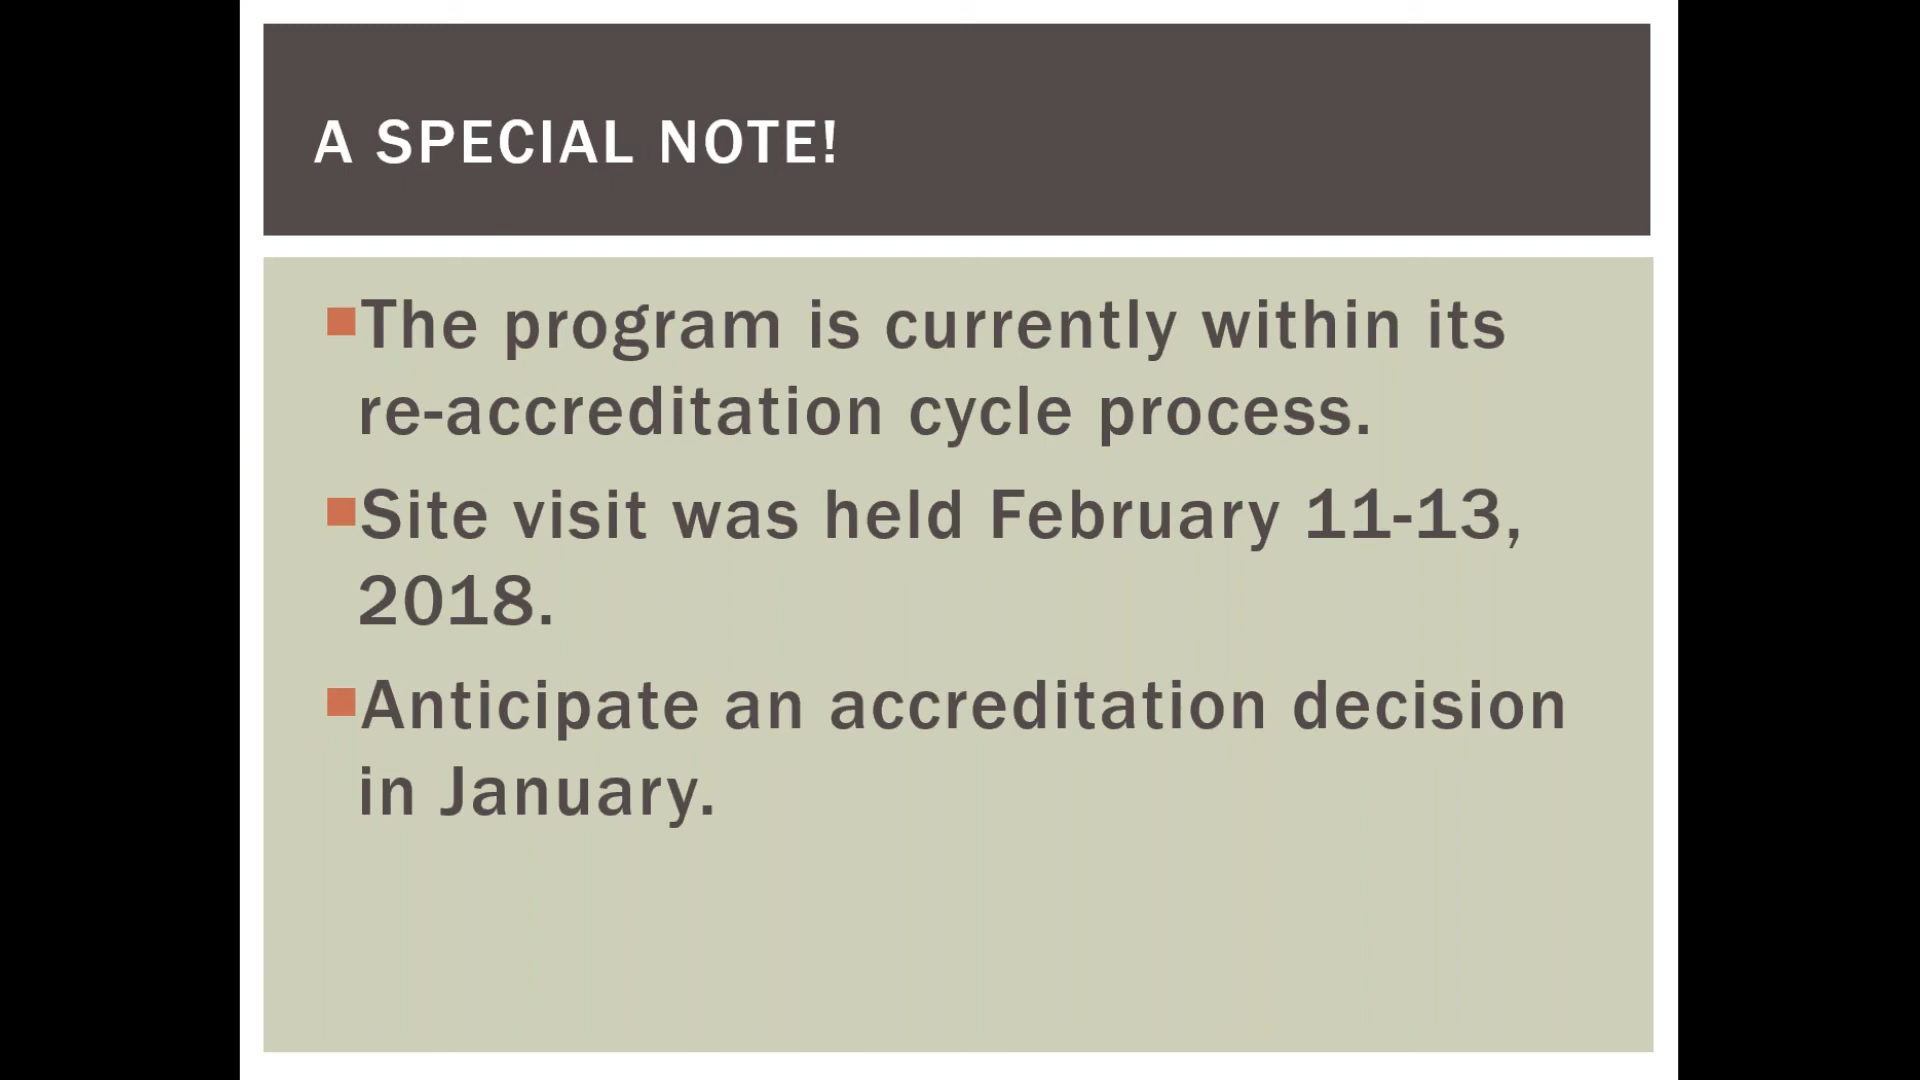 A SPECIAL NOTE!
The program is currently within its
re-accreditation cycle process.
Site visit was held February 11-13,
2018.
Anticipate an accreditation decision
in January.